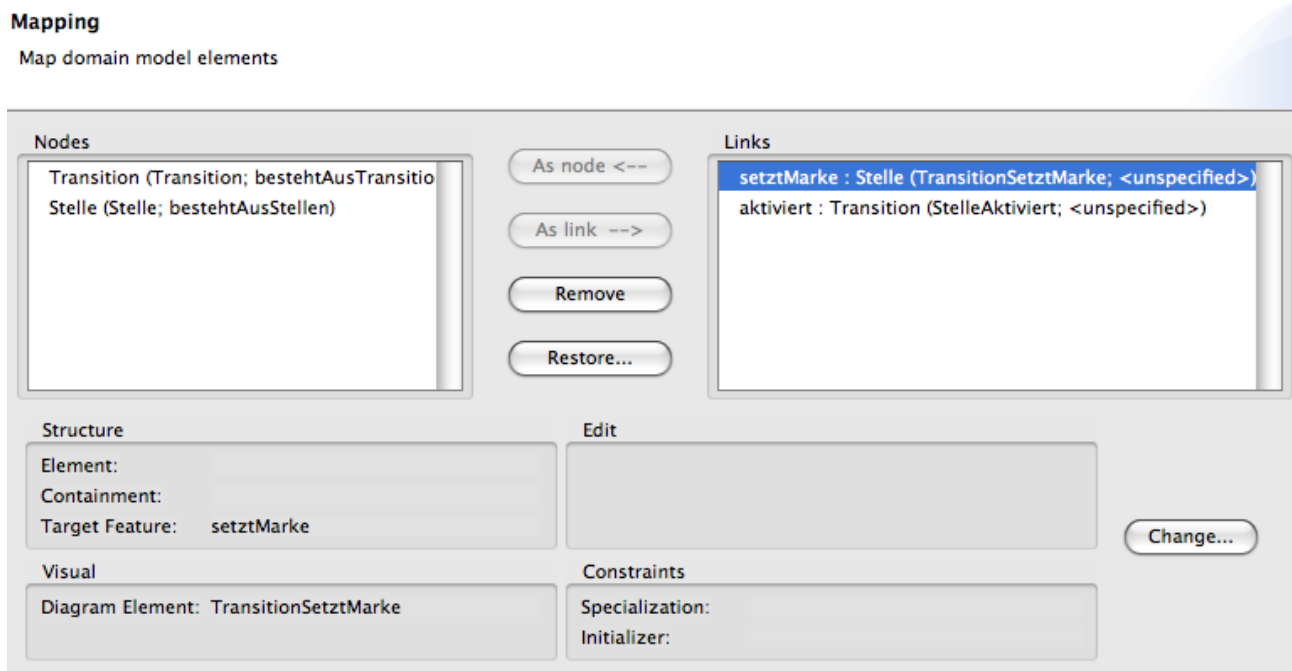 Mapping
Map domain model elements
Nodes
Links
Transition (Transition; bestehtAusTransitio
Stelle (Stelle; bestehtAusStellen)
As node <--
As link -->
Remove
Restore...
setztMarke : Stelle (TransitionSetztMarke; <unspecified>)
aktiviert : Transition (StelleAktiviert; <unspecified>)
Structure
Element:
Containment:
Target Feature: setztMarke
Edit
Change...
Visual
Diagram Element: TransitionSetztMarke
Constraints
Specialization:
Initializer: